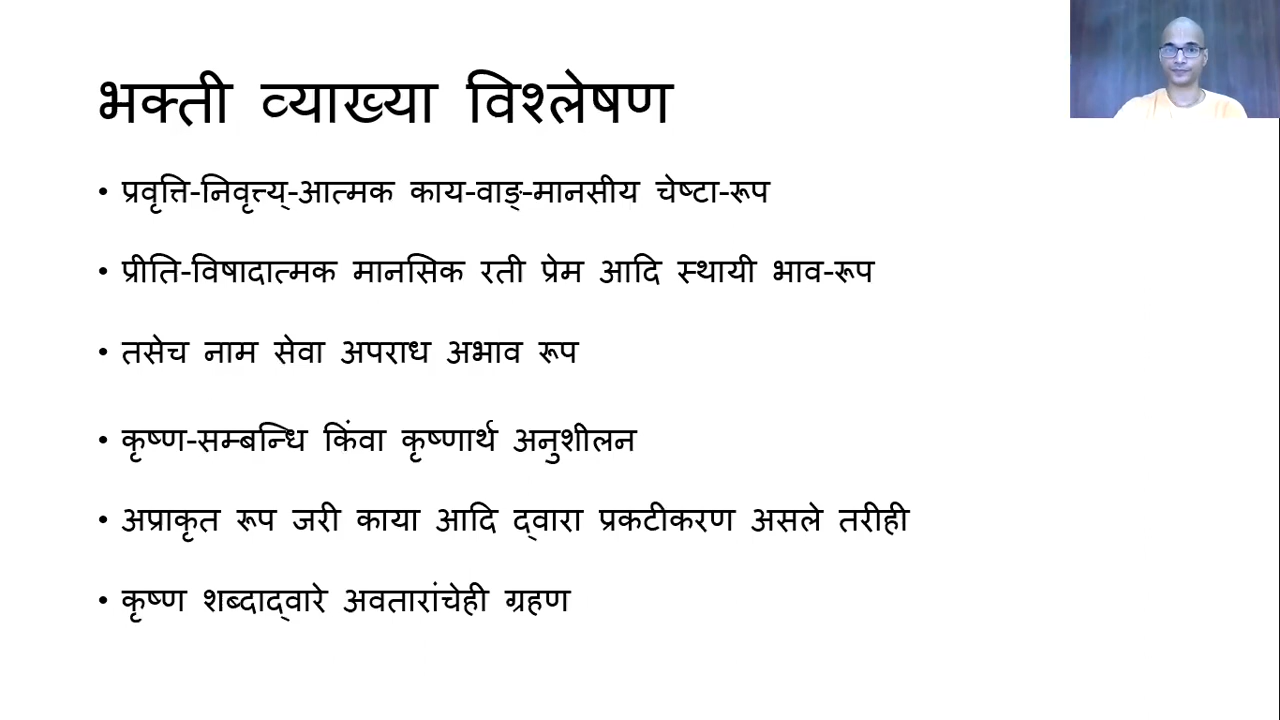 भक्ती व्याख्या विश्लेषण
• प्रवृत्ति-निवृत्त्य्-आत्मक काय-वाङ्-मानसीय चेष्टा-रूप
• प्रीति-विषादात्मक मानसिक रती प्रेम आदि स्थायी भाव-रूप
• तसेच नाम सेवा अपराध अभाव रूप
• कृष्ण-सम्बन्धि किंवा कृष्णार्थ अनुशीलन
• अप्राकृत रूप जरी काया आदि द्वारा प्रकटीकरण असले तरीही
• कृष्ण शब्दाद्वारे अवतारांचेही ग्रहण